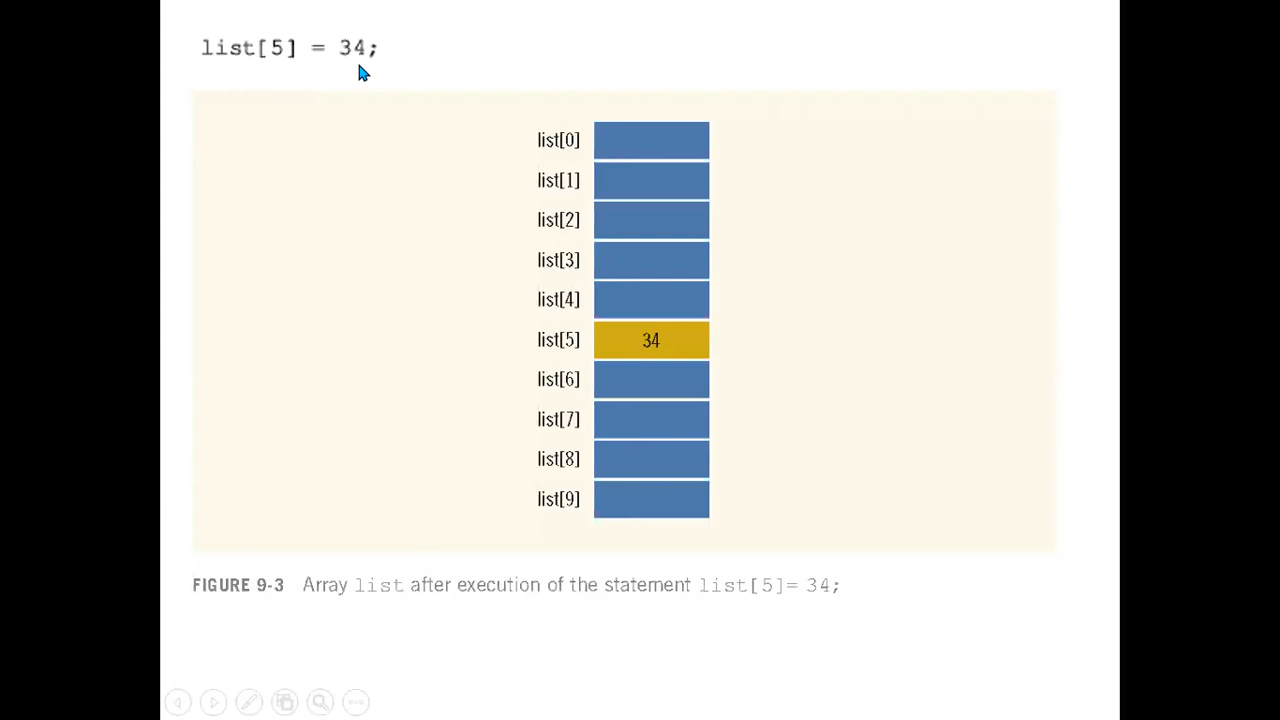 list[5] = 34;
list[0]
list[1]
list[2]
list[3]
list[4]
list[5] 34
list[6]
list[7]
list[8]
list[9]
FIGURE 9-3 Array list after execution of the statement list[5]= 34;